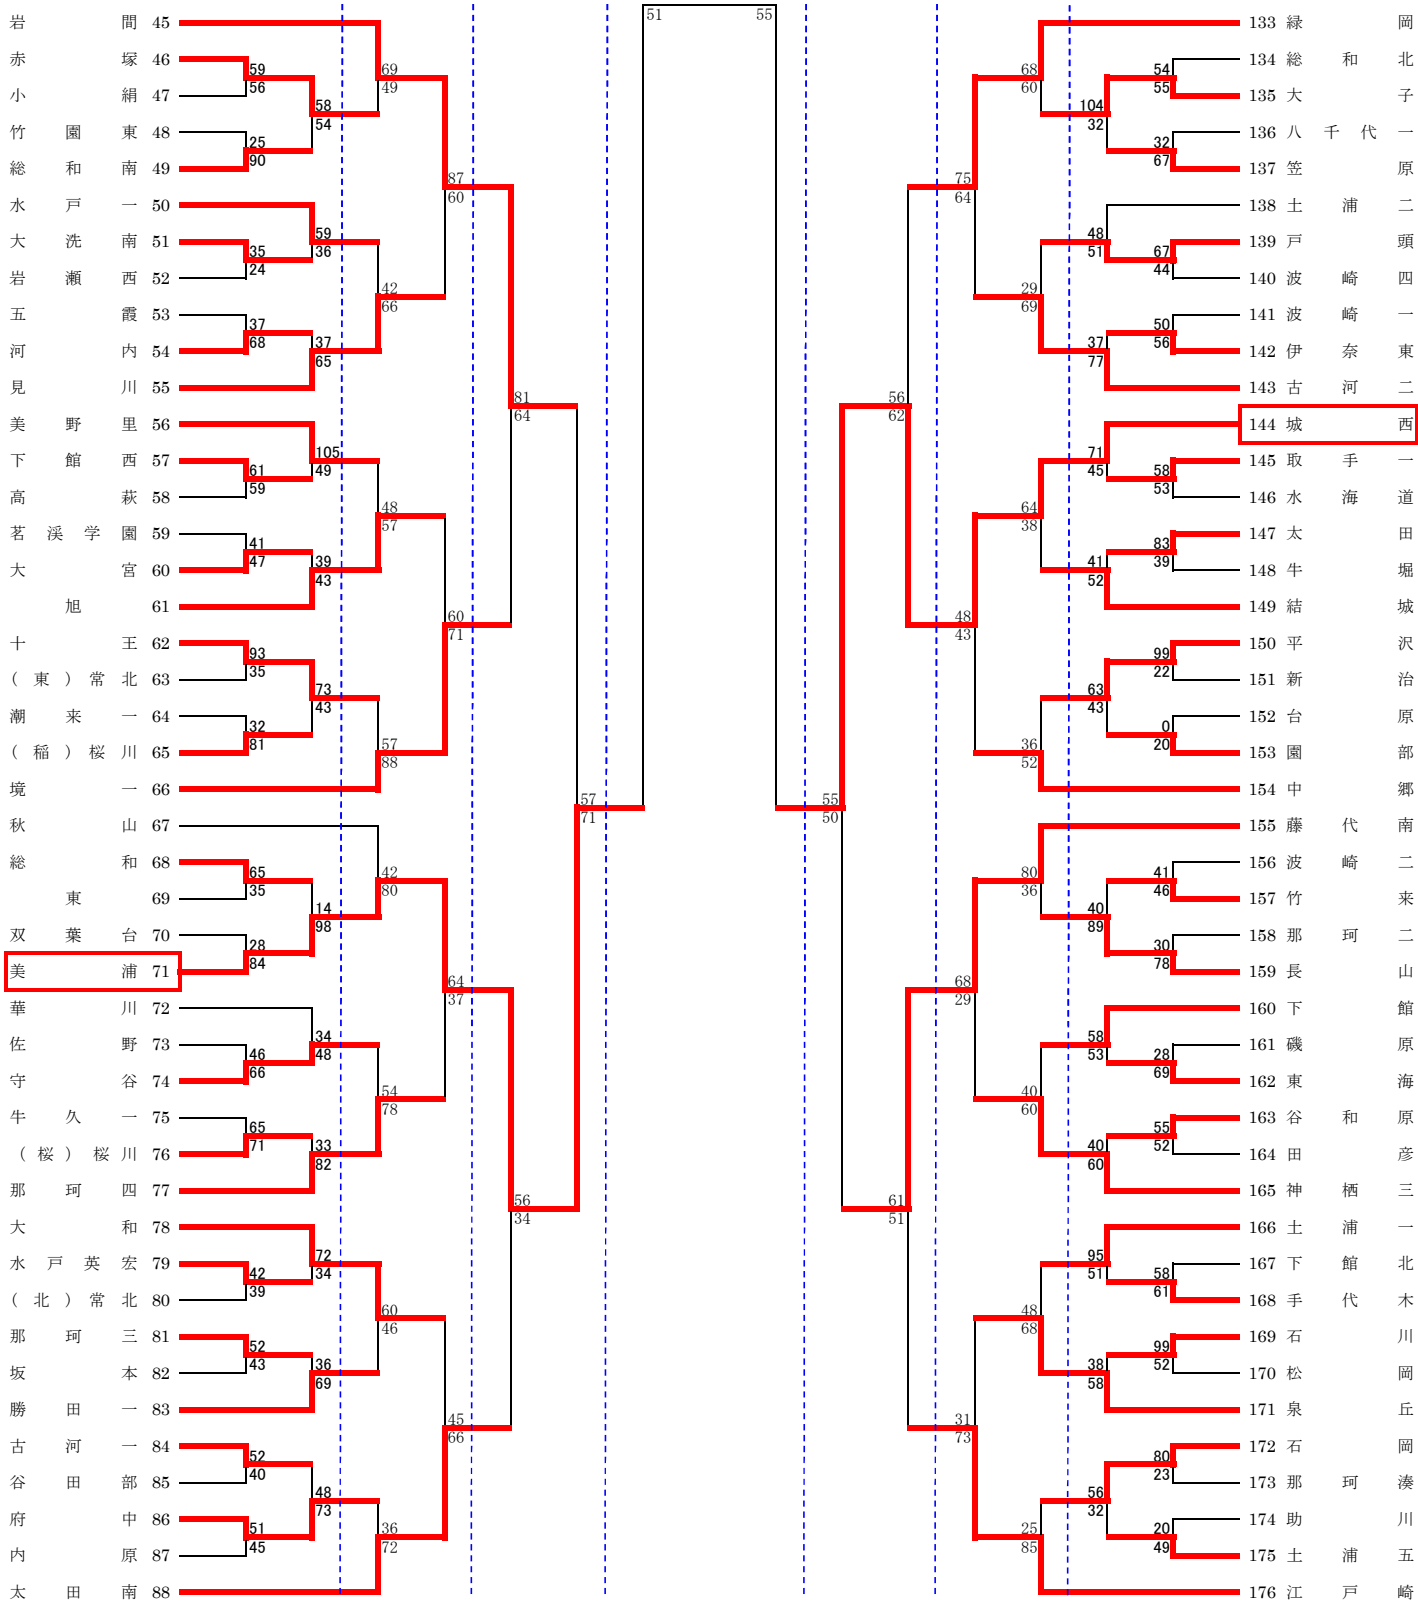 51 55
岩間 45
赤塚 46
小絹 47
竹園東 48
総和南 49
水戸一 50
大洗南 51
岩瀬西 52
五霞 53
河内 54
見川 55
美野里 56
下館西 57
高萩 58
茗溪学園 59
大宮 60
旭 61
十王 62
(東)常北 63
潮来一 64
(稲)桜川 65
境一 66
秋山 67
総和 68
東 69
双葉台 70
美浦 71
華川 72
佐野 73
守谷 74
牛久一 75
(桜)桜川 76
那珂四 77
大和 78
水戸英宏 79
(北)常北 80
那珂三 81
坂本 82
勝田一 83
古河一 84
谷田部 85
府中 86
内原 87
太田南 88
59
56
25
90
35
24
37
68
61
59
41
47
93
35
32
81
65
35
28
84
46
66
65
71
42
39
52
43
52
40
51
45
58
54
59
36
37
65
105
49
39
43
73
43
14
98
34
48
33
82
72
34
36
69
48
73
69
49
42
66
48
57
57
88
42
80
54
78
60
46
36
72
87
60
60
71
64
37
45
66
81
64
56
34
57
71
55
50
56
62
61
51
75
64
48
43
68
29
31
73
68
60
29
69
64
38
36
52
80
36
40
60
48
68
25
85
104
32
48
51
37
77
71
45
41
52
63
43
40
89
58
53
40
60
95
51
38
58
56
32
54
55
32
67
67
44
50
56
58
53
83
39
99
22
0
20
41
46
30
78
28
69
55
52
58
61
99
52
80
23
20
49
133 緑岡
134 総和北
135 大子
136 八千代一
137 笠原
138 土浦二
139 戸頭
140 波崎四
141 波崎一
142 伊奈東
143 古河二
144 城西
145 取手一
146 水海道
147 太田
148 牛堀
149 結城
150 平沢
151 新治
152 台原
153 園部
154 中郷
155 藤代南
156 波崎二
157 竹来
158 那珂二
159 長山
160 下館
161 磯原
162 東海
163 谷和原
164 田彦
165 神栖三
166 土浦一
167 下館北
168 手代木
169 石川
170 松岡
171 泉丘
172 石岡
173 那珂湊
174 助川
175 土浦五
176 江戸崎